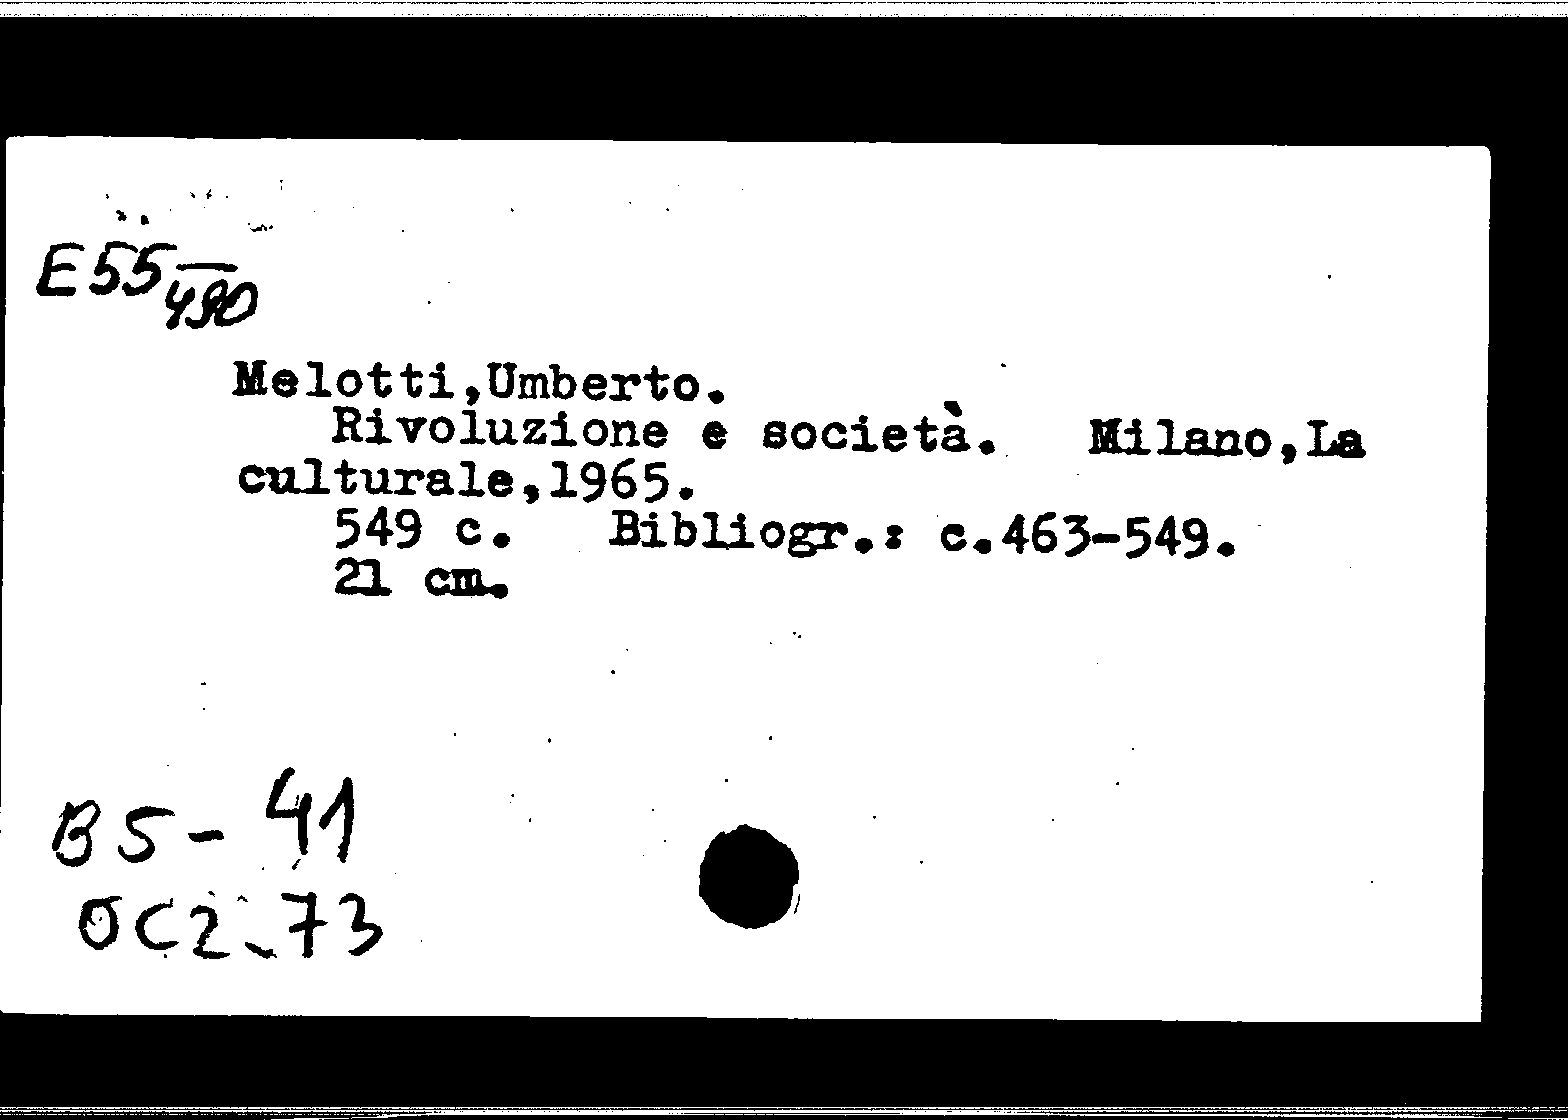 E55
490
Melotti,Umberto.
Rivoluzione e società. Milano,La
culturale,1965.
549 c. Bibliogr.: c.463-549.
21 cm.
B5-41
OC2-73